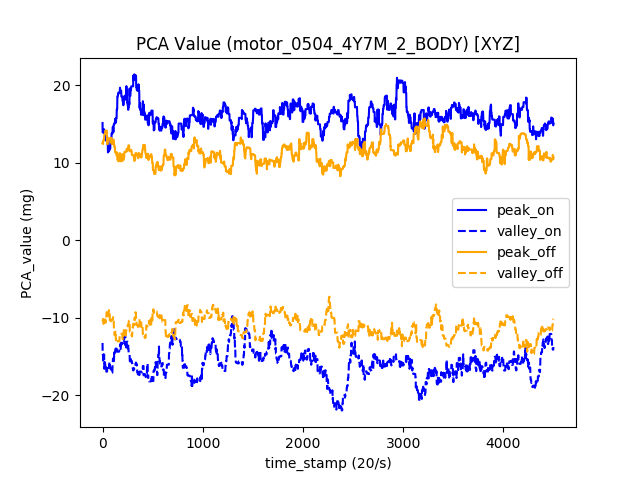 PCA Value (motor_0504_4Y7M_2_BODY) [XYZ]
PCA_value (mg)
20
10
0
−10
−20
peak_on
valley_on
peak_off
valley_off
0
1000
2000
3000
4000
time_stamp (20/s)